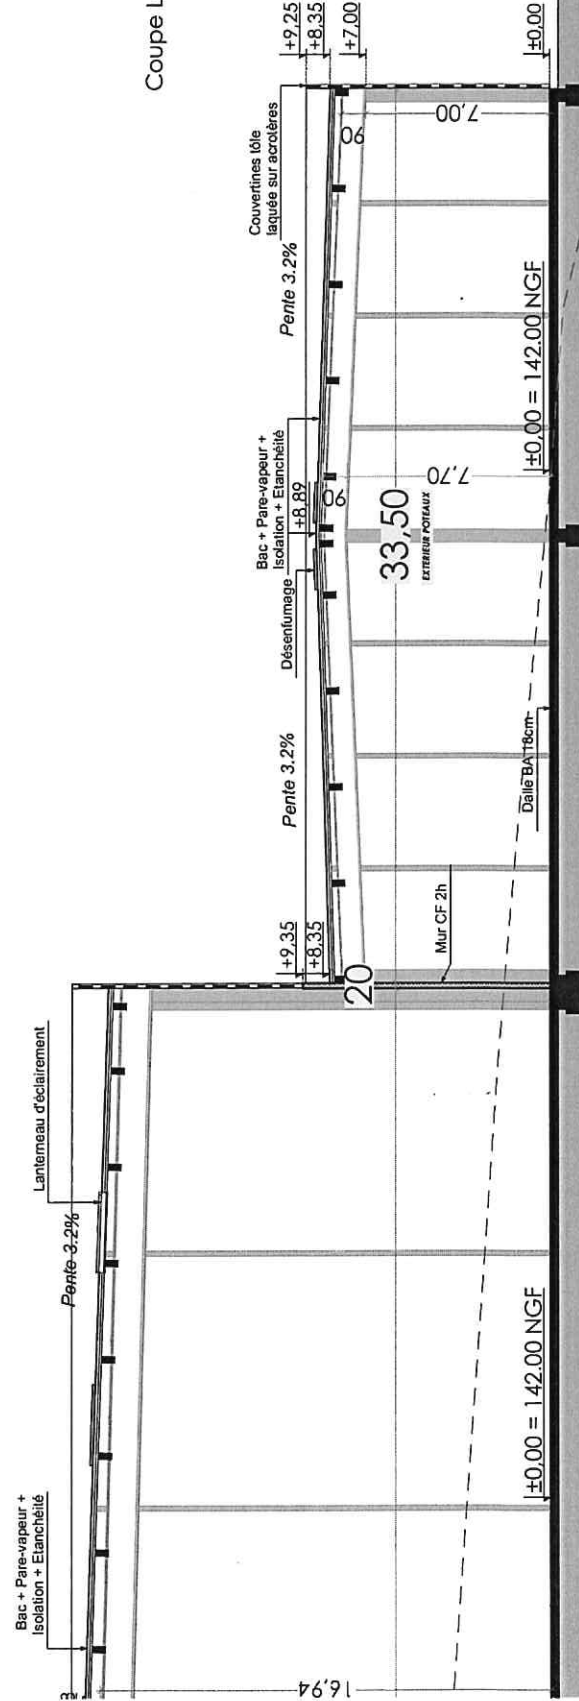 Coupe L
Bac + Pare-vapeur +
Isolation + Etanchéité
Pente 3.2%
Lanterneau d'éclairement
16,94
±0,00 = 142.00 NGF
+9,35
+8,35
20
Mur CF 2h
Pente 3.2%
Désenfumage
Bac + Pare-vapeur +
Isolation + Etanchéité
+8,89
90
33,50
EXTERIEUR POTEAUX
7,70
Dalle BA 18cm
±0,00 = 142.00 NGF
Pente 3.2%
Couvertines tôle
laquée sur acrotères
90
7,00
+9,25
+8,35
+7,00
±0,00